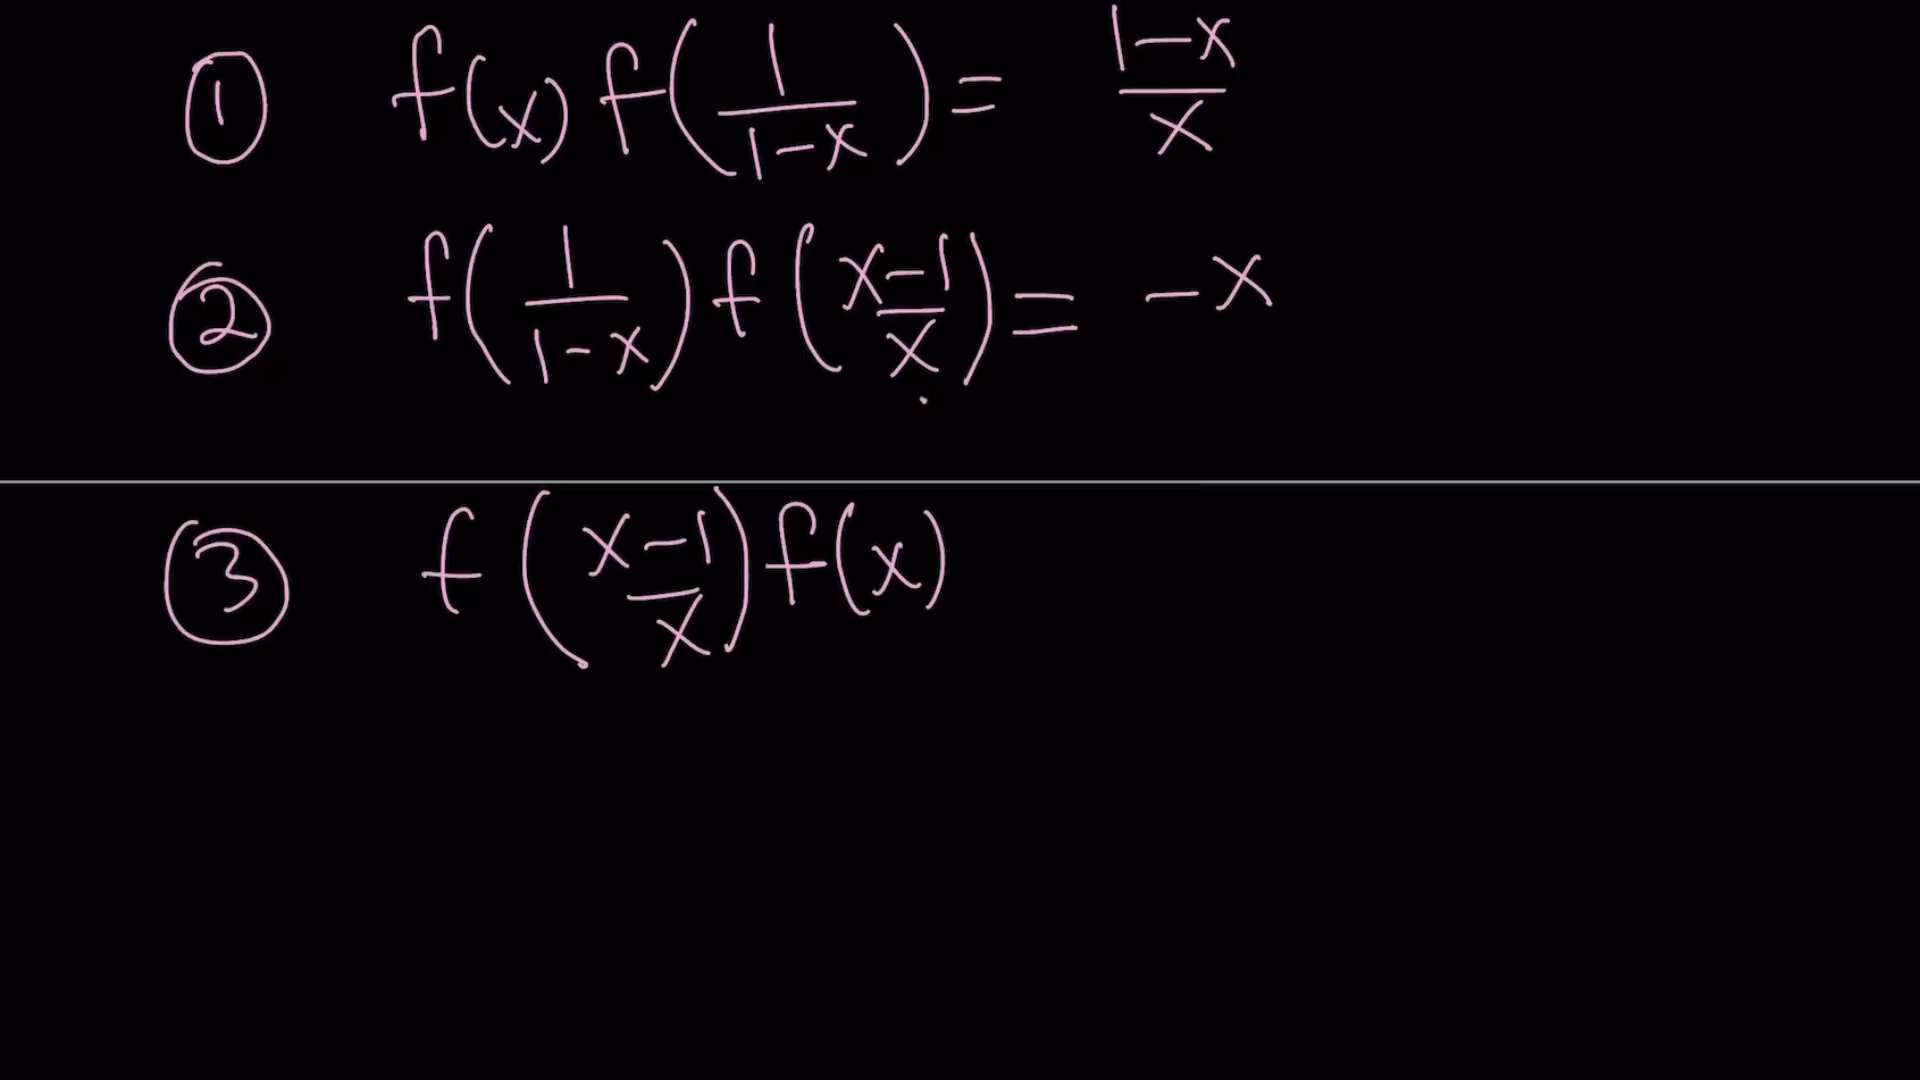 ① f(x) f(1/(1-x)) = (1-x)/x
② f(1/(1-x)) f((x-1)/x) = -x
③ f((x-1)/x) f(x)